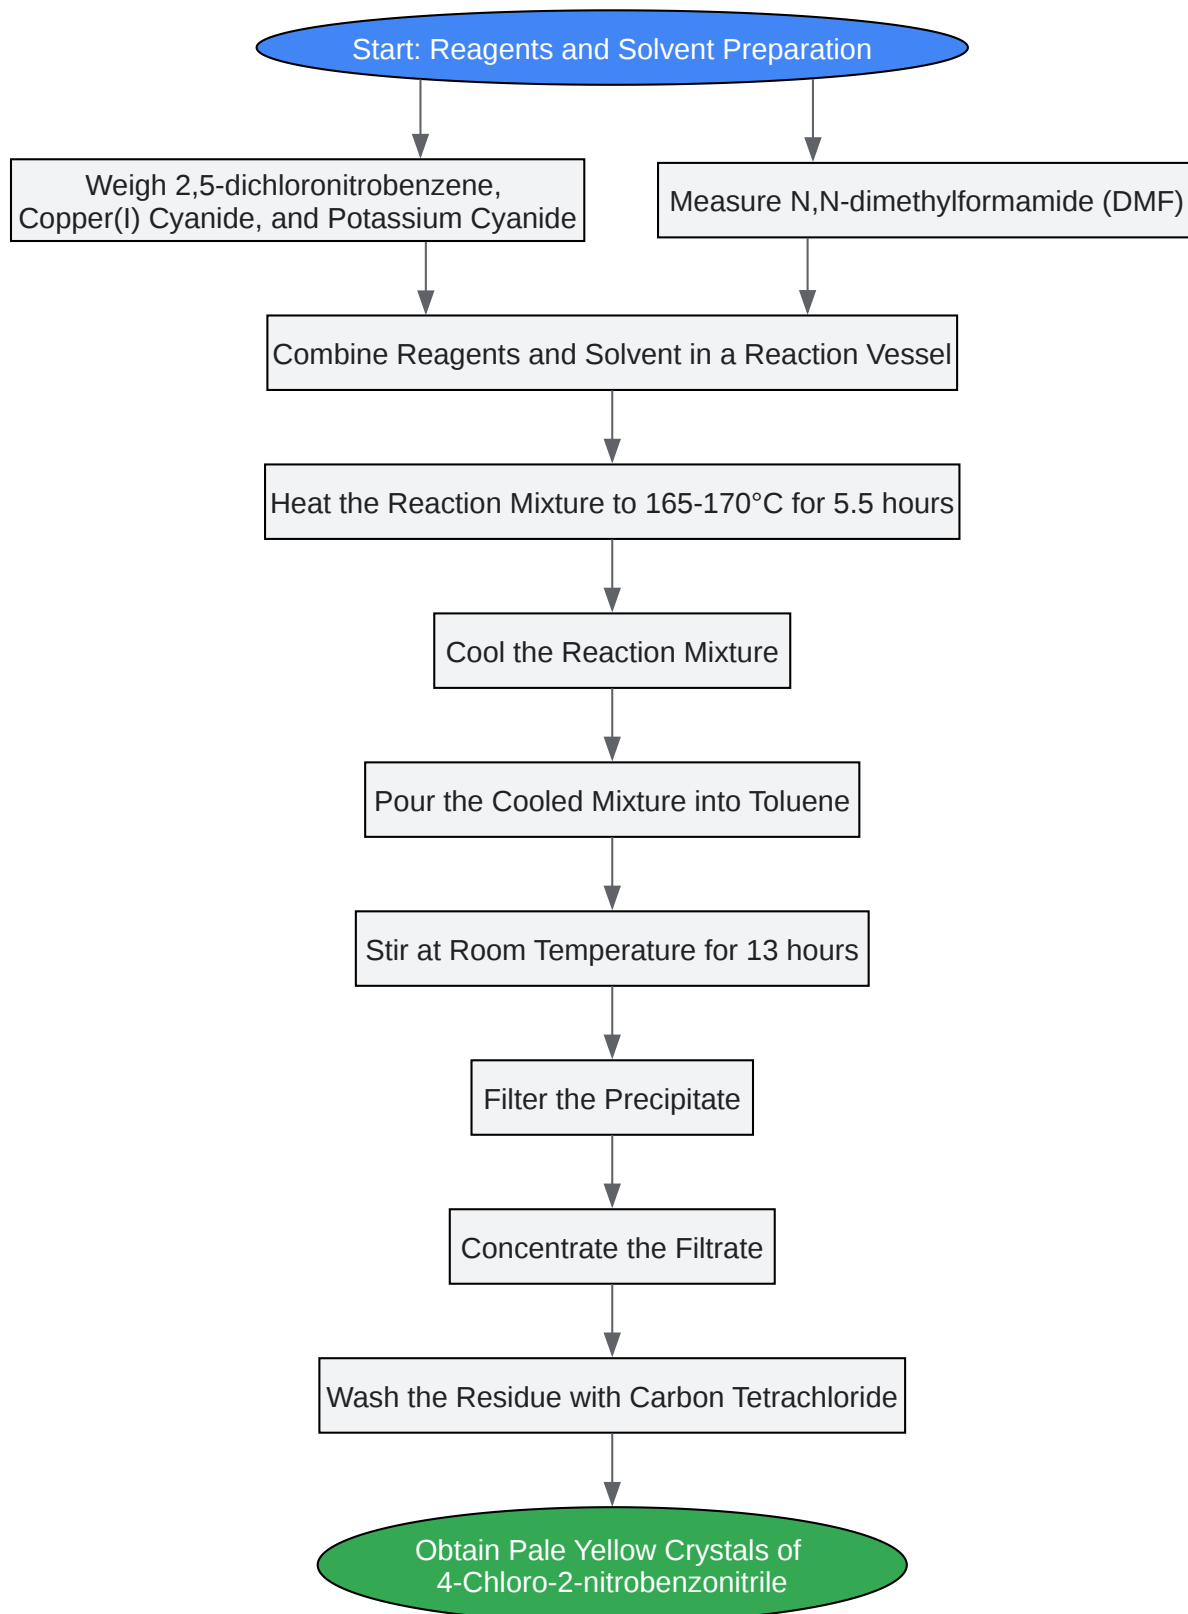 Start: Reagents and Solvent Preparation
Weigh 2,5-dichloronitrobenzene,
Copper(I) Cyanide, and Potassium Cyanide
Measure N,N-dimethylformamide (DMF)
Combine Reagents and Solvent in a Reaction Vessel
Heat the Reaction Mixture to 165-170°C for 5.5 hours
Cool the Reaction Mixture
Pour the Cooled Mixture into Toluene
Stir at Room Temperature for 13 hours
Filter the Precipitate
Concentrate the Filtrate
Wash the Residue with Carbon Tetrachloride
Obtain Pale Yellow Crystals of
4-Chloro-2-nitrobenzonitrile